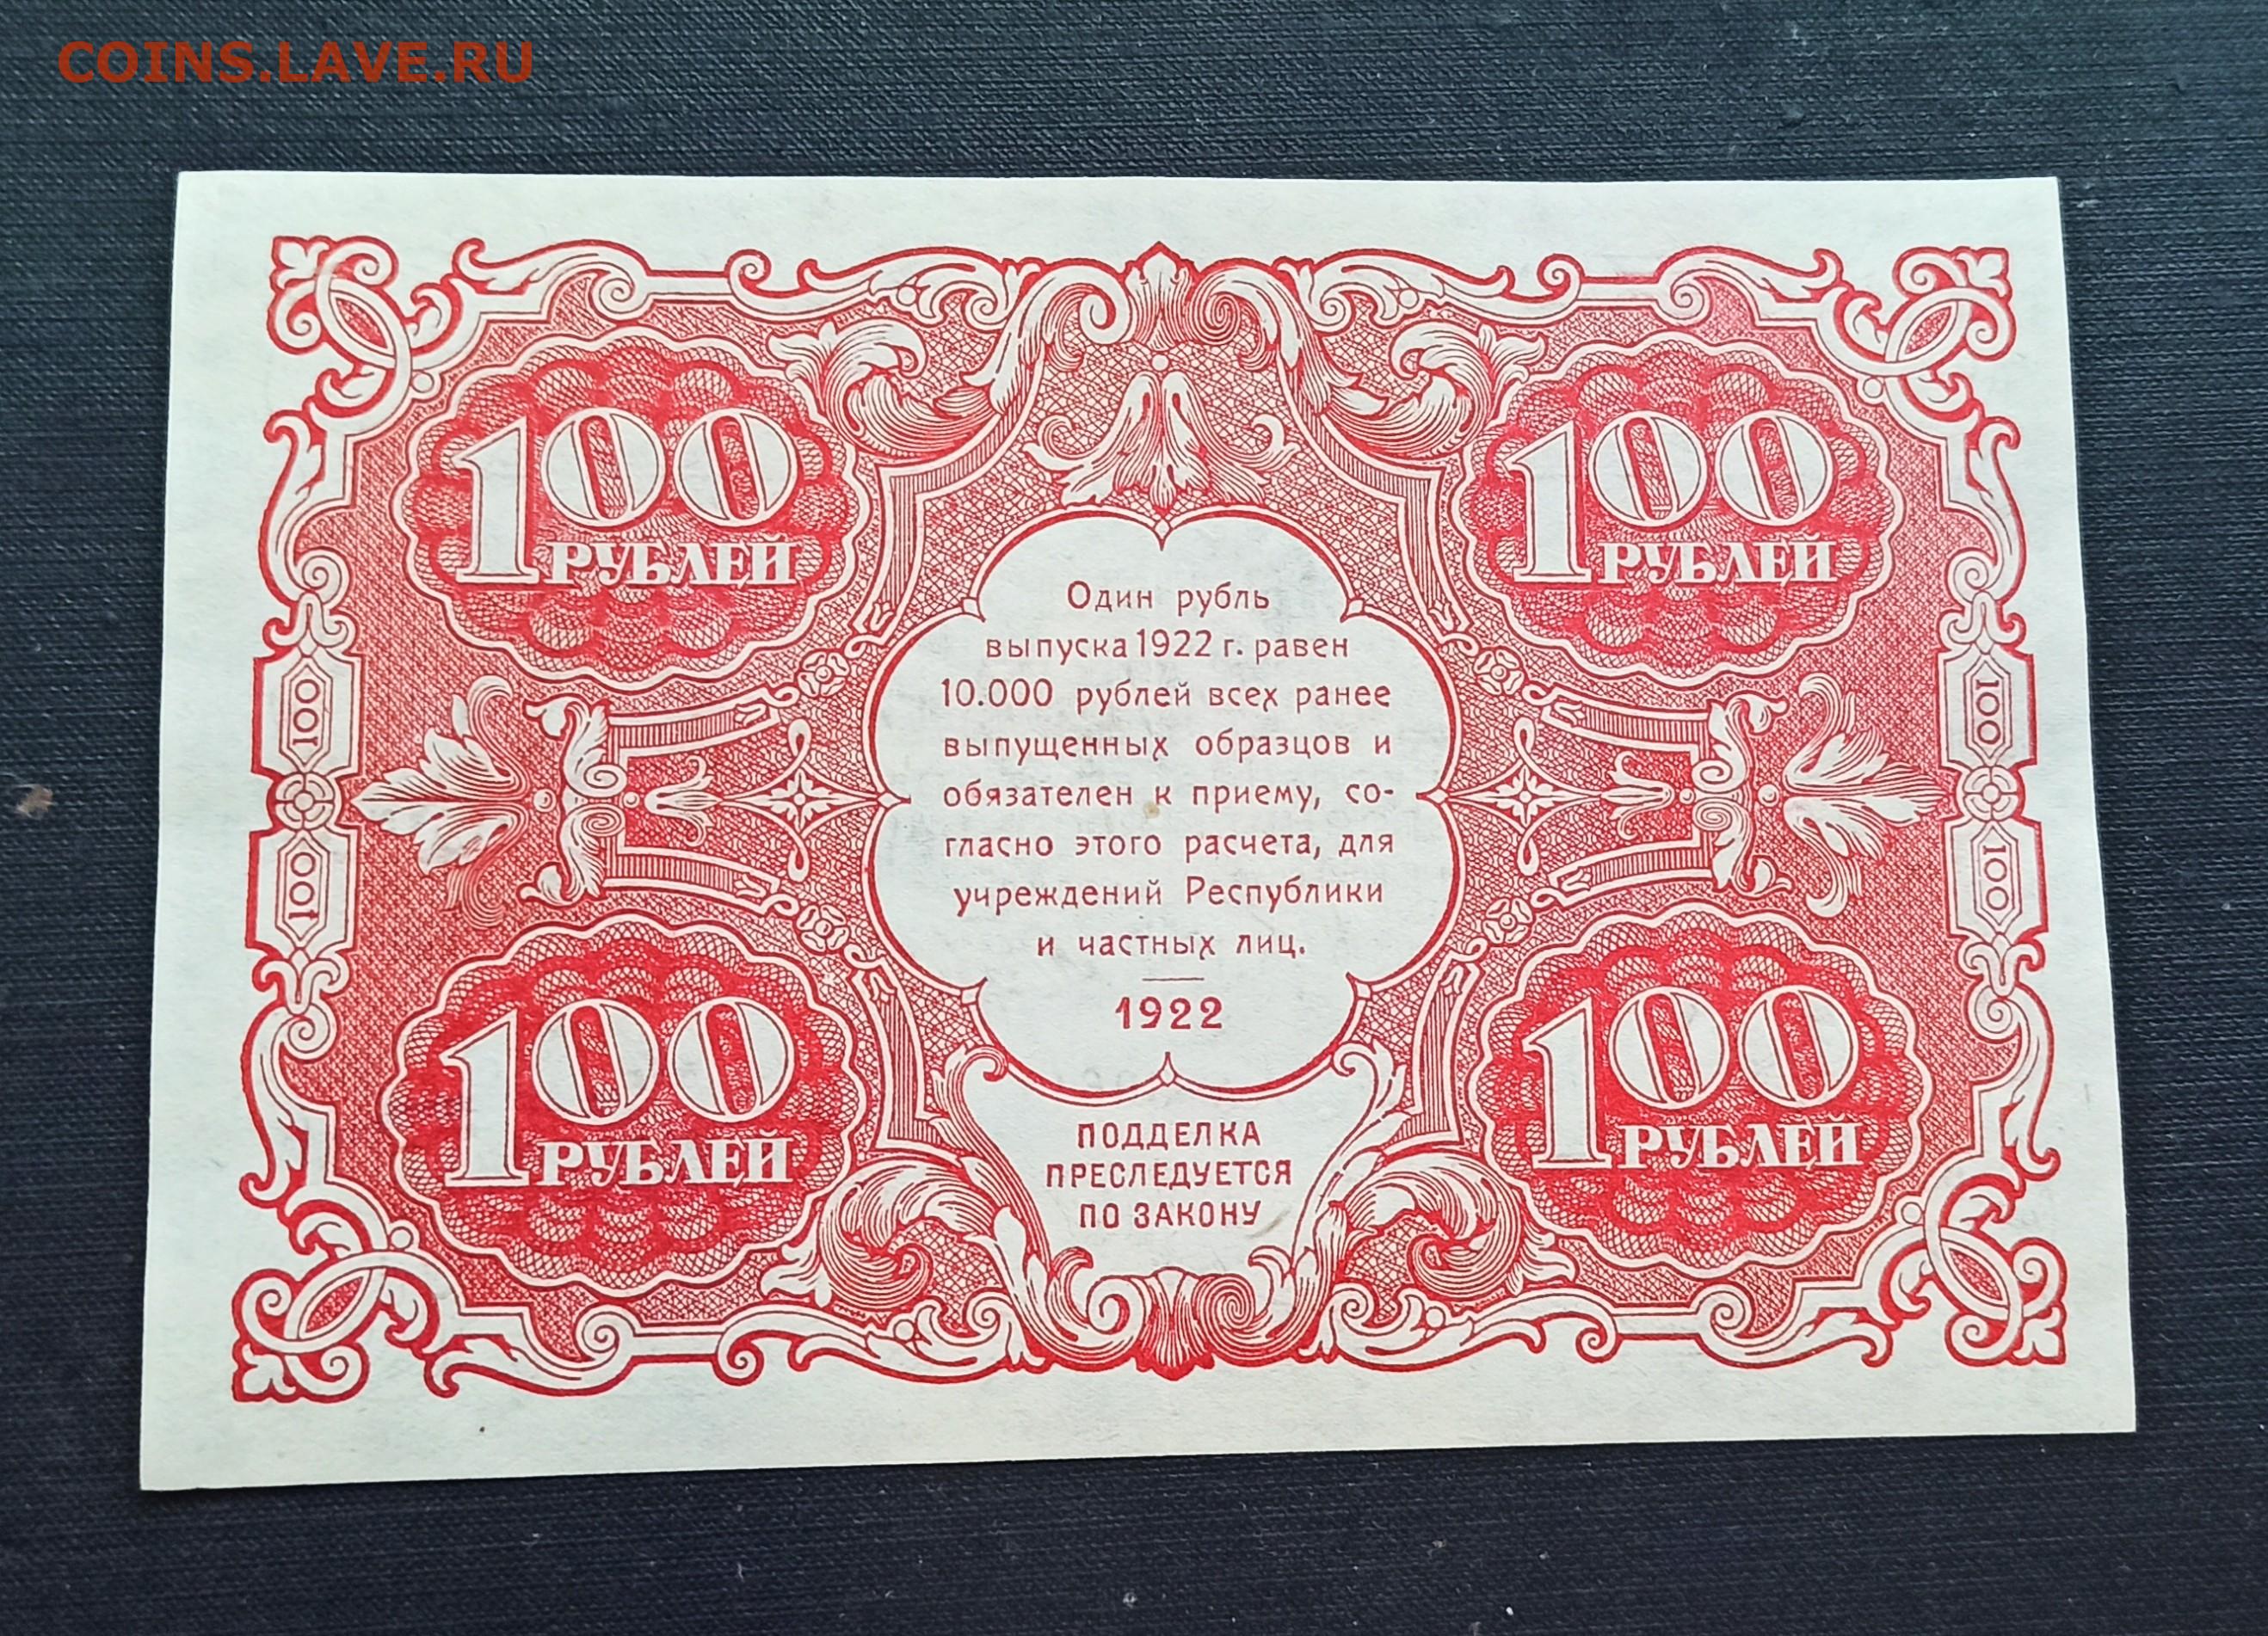 COINS.LAVE.RU
100
РУБЛЕЙ
100
РУБЛЕЙ
Один рубль
выпуска 1922 г. равен
10.000 рублей всех ранее
выпущенных образцов и
обязателен к приему, со-
гласно этого расчета, для
учреждений Республики
и частных лиц.
1922
100
100
100
100
100
РУБЛЕЙ
100
РУБЛЕЙ
ПОДДЕЛКА
ПРЕСЛЕДУЕТСЯ
ПО ЗАКОНУ